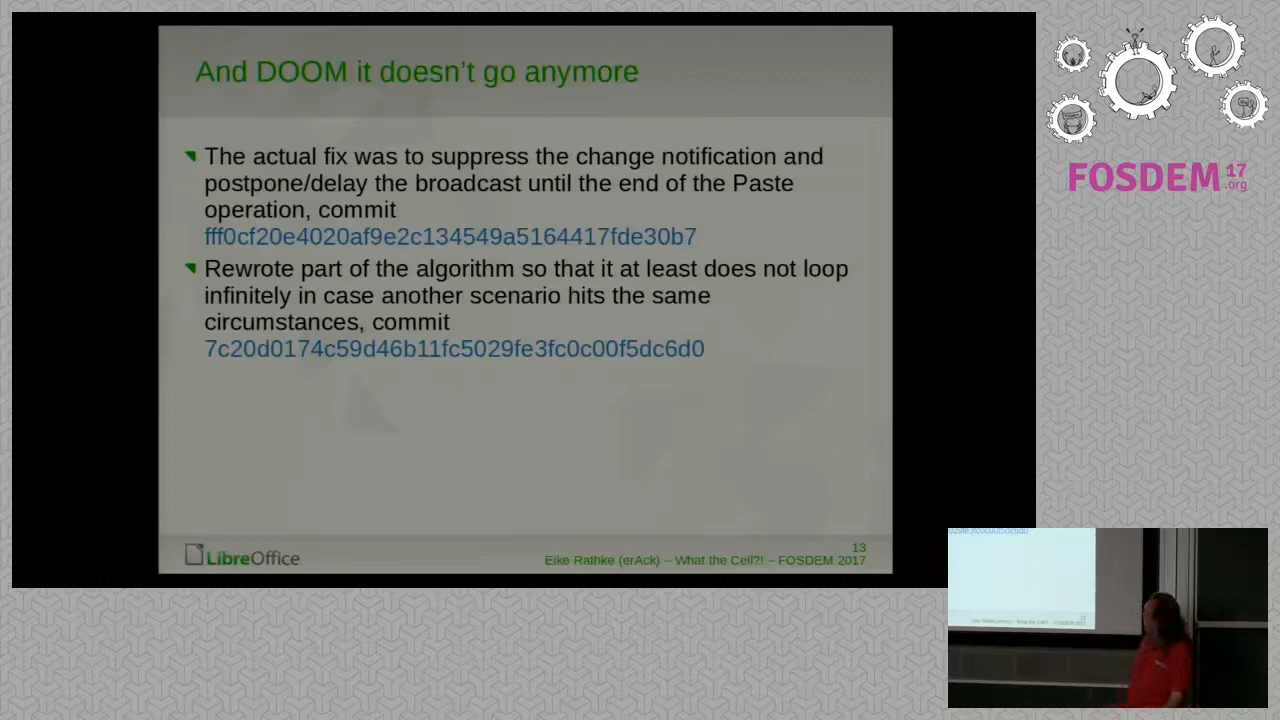 And DOOM it doesn't go anymore
The actual fix was to suppress the change notification and
postpone/delay the broadcast until the end of the Paste
operation, commit
fff0cf20e4020af9e2c134549a5164417fde30b7
Rewrote part of the algorithm so that it at least does not loop
infinitely in case another scenario hits the same
circumstances, commit
7c20d0174c59d46b11fc5029fe3fc0c00f5dc6d0
LibreOffice
13
Eike Rathke (erAck) – What the Cell?! – FOSDEM 2017
FOSDEM 17
.org